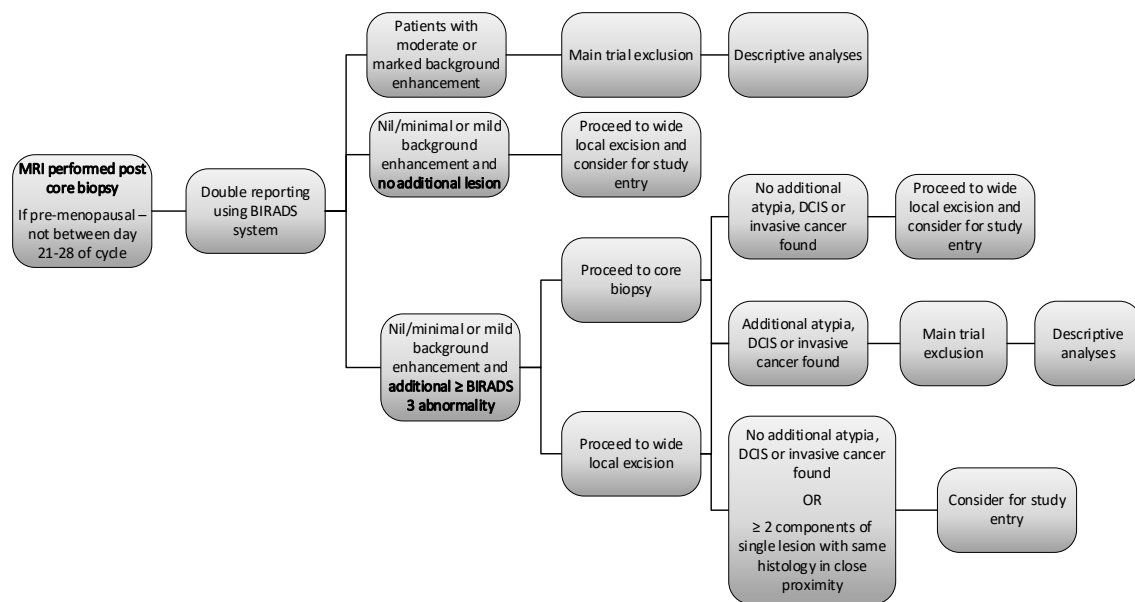 MRI performed post
core biopsy
If pre-menopausal –
not between day
21-28 of cycle
Double reporting
using BIRADS
system
Patients with
moderate or
marked background
enhancement
Main trial exclusion
Descriptive analyses
Nil/minimal or mild
background
enhancement and
no additional lesion
Proceed to wide
local excision and
consider for study
entry
Nil/minimal or mild
background
enhancement and
additional ≥ BIRADS
3 abnormality
Proceed to core
biopsy
Proceed to wide
local excision
No additional
atypia, DCIS or
invasive cancer
found
Proceed to wide
local excision and
consider for study
entry
Additional atypia,
DCIS or invasive
cancer found
Main trial
exclusion
Descriptive
analyses
No additional atypia,
DCIS or invasive cancer
found
OR
≥ 2 components of
single lesion with same
histology in close
proximity
Consider for study
entry